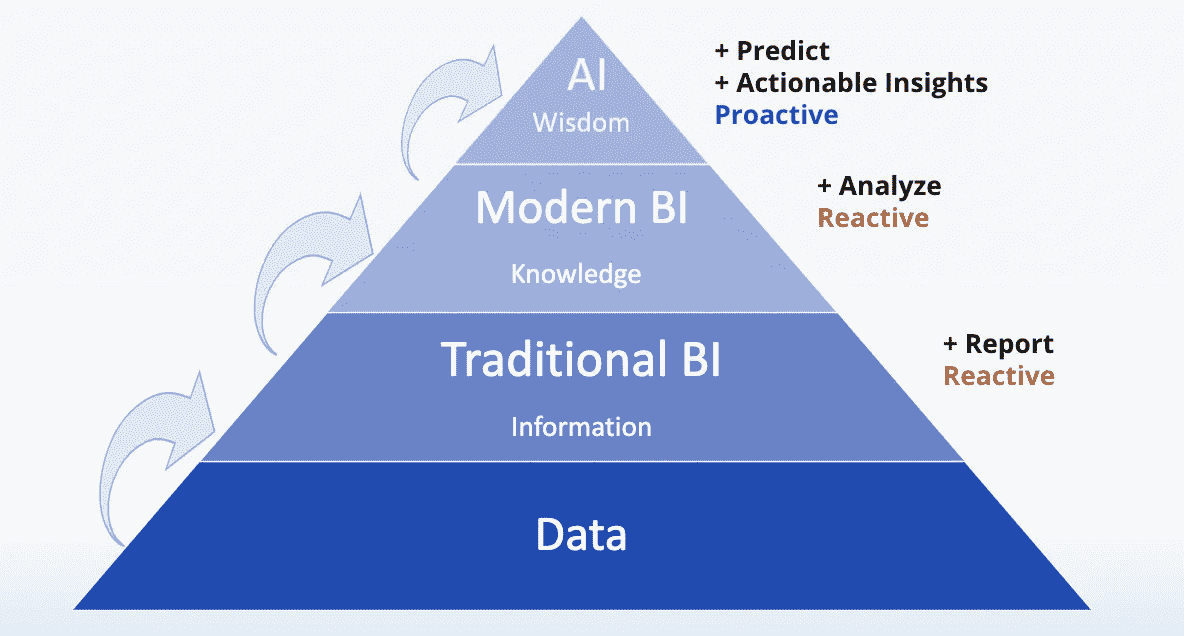 AI
Wisdom
+ Predict
+ Actionable Insights
Proactive
Modern BI
Knowledge
+ Analyze
Reactive
Traditional BI
Information
+ Report
Reactive
Data